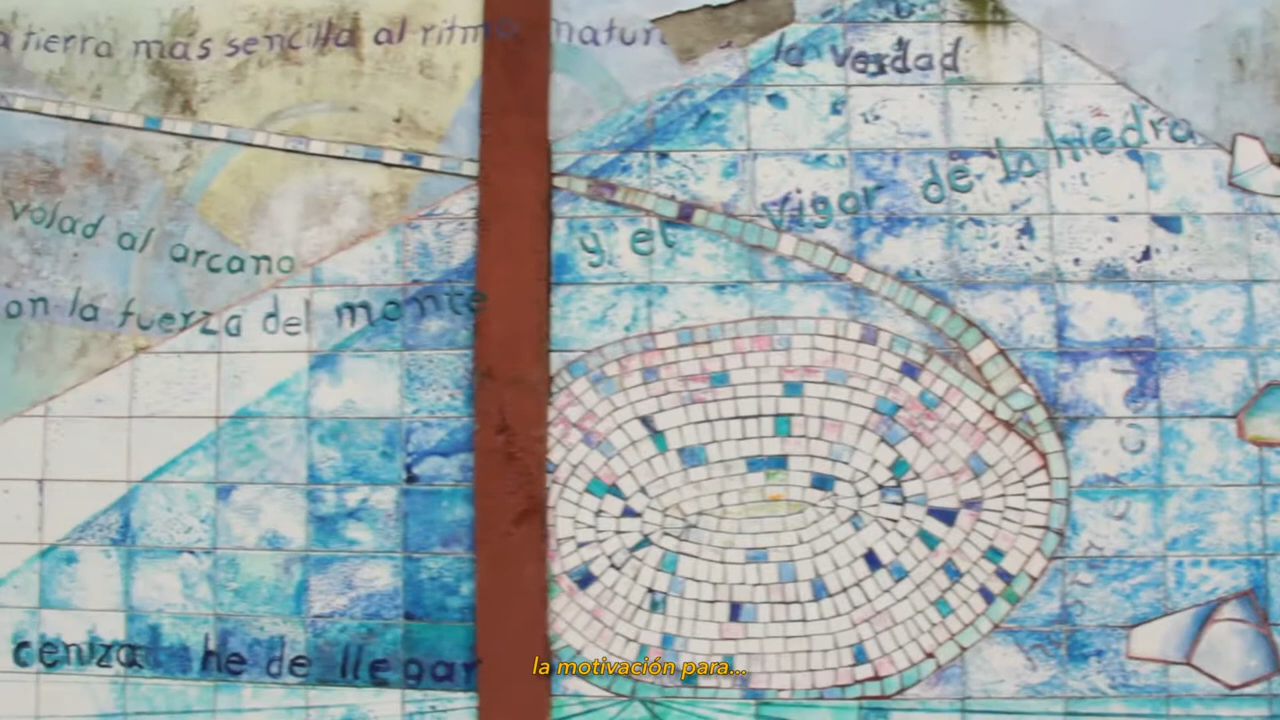 tierra más sencilla al ritmo natur
la verdad
y el vigor de la hiedra
volad al arcano
on la fuerza del monte
ceniza he de llegar
la motivación para...